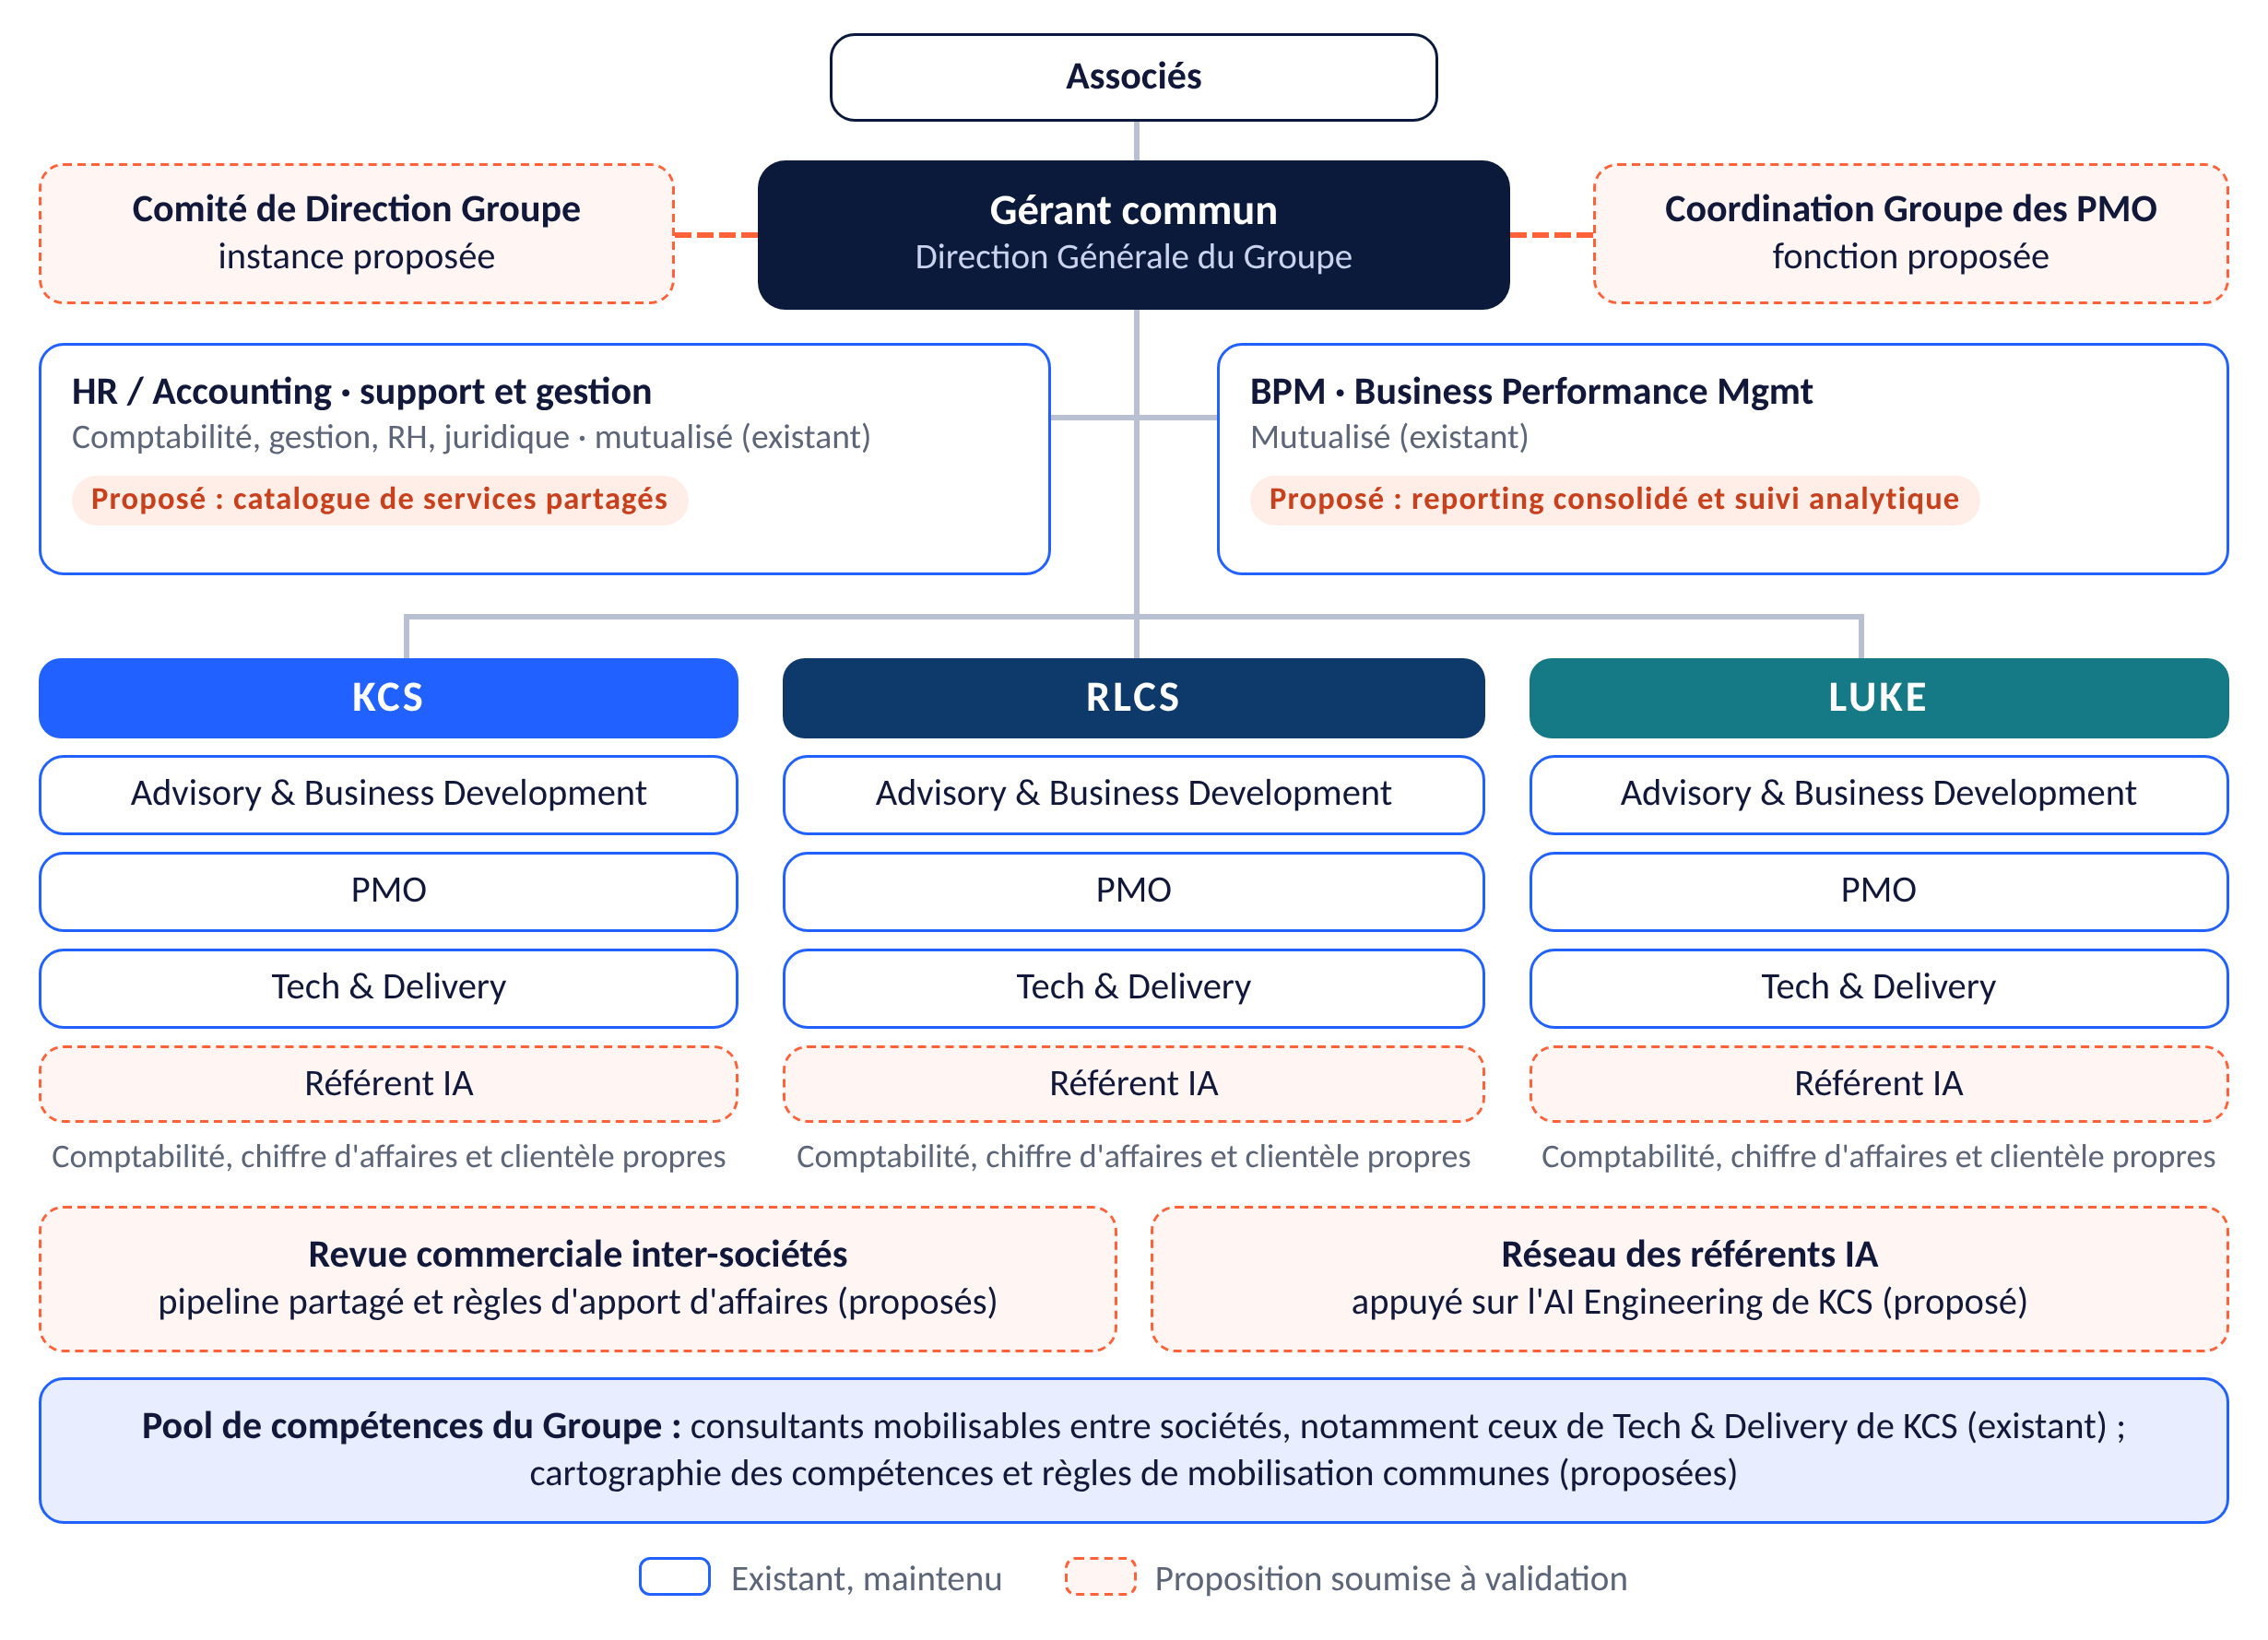 Associés
Comité de Direction Groupe
instance proposée
Gérant commun
Direction Générale du Groupe
Coordination Groupe des PMO
fonction proposée
HR / Accounting · support et gestion
Comptabilité, gestion, RH, juridique · mutualisé (existant)
Proposé : catalogue de services partagés
BPM · Business Performance Mgmt
Mutualisé (existant)
Proposé : reporting consolidé et suivi analytique
KCS
RLCS
LUKE
Advisory & Business Development
Advisory & Business Development
Advisory & Business Development
PMO
PMO
PMO
Tech & Delivery
Tech & Delivery
Tech & Delivery
Référent IA
Référent IA
Référent IA
Comptabilité, chiffre d'affaires et clientèle propres
Comptabilité, chiffre d'affaires et clientèle propres
Comptabilité, chiffre d'affaires et clientèle propres
Revue commerciale inter-sociétés
pipeline partagé et règles d'apport d'affaires (proposés)
Réseau des référents IA
appuyé sur l'AI Engineering de KCS (proposé)
Pool de compétences du Groupe : consultants mobilisables entre sociétés, notamment ceux de Tech & Delivery de KCS (existant) ;
cartographie des compétences et règles de mobilisation communes (proposées)
Existant, maintenu
Proposition soumise à validation